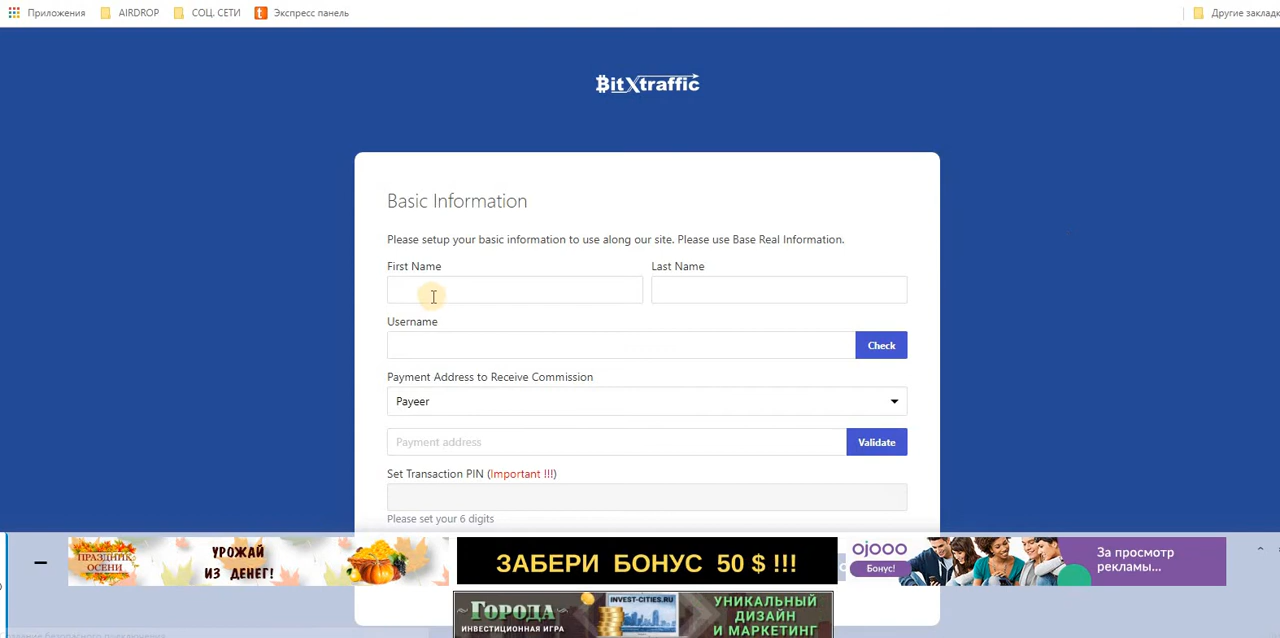 Приложения AIRDROP СОЦ. СЕТИ Экспресс панель Другие заклад
BitXtraffic
Basic Information
Please setup your basic information to use along our site. Please use Base Real Information.
First Name Last Name
Username
Check
Payment Address to Receive Commission
Payeer
Payment address Validate
Set Transaction PIN (Important !!!)
Please set your 6 digits
ПРАЗДНИК
ОСЕНИ
УРОЖАЙ
ИЗ ДЕНЕГ!
ЗАБЕРИ БОНУС 50 $ !!!
ojooo
Бонус!
За просмотр
рекламы...
ГОРОДА
ИНВЕСТИЦИОННАЯ ИГРА
INVEST-CITIES.RU
УНИКАЛЬНЫЙ
ДИЗАЙН
И МАРКЕТИНГ